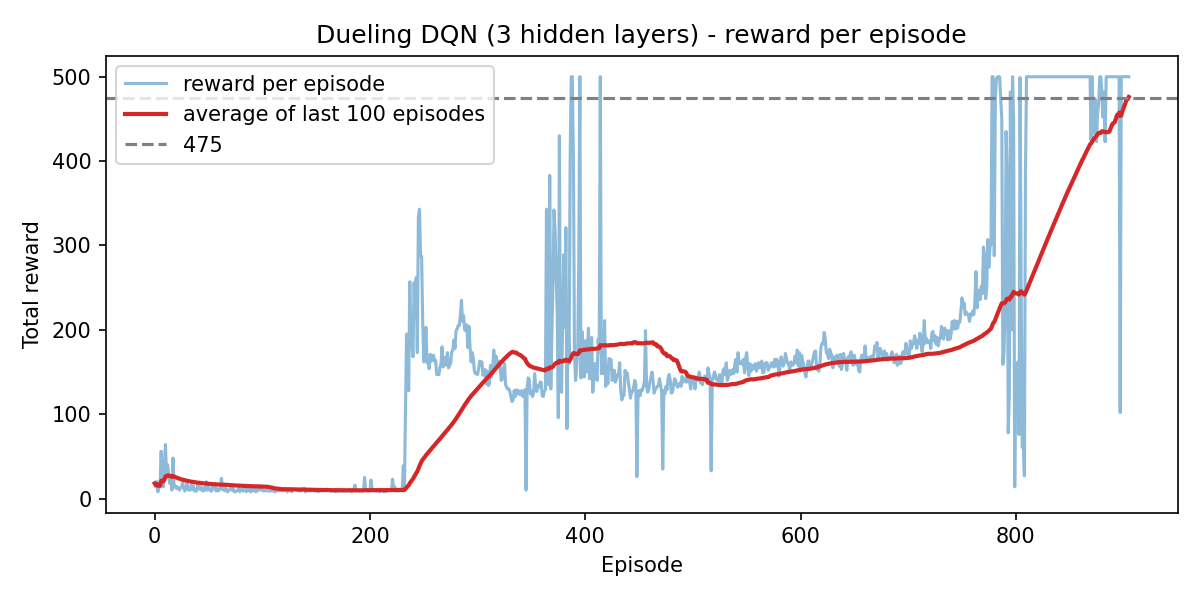 Dueling DQN (3 hidden layers) - reward per episode
500
400
300
200
100
0
Total reward
reward per episode
average of last 100 episodes
475
0
200
400
600
800
Episode